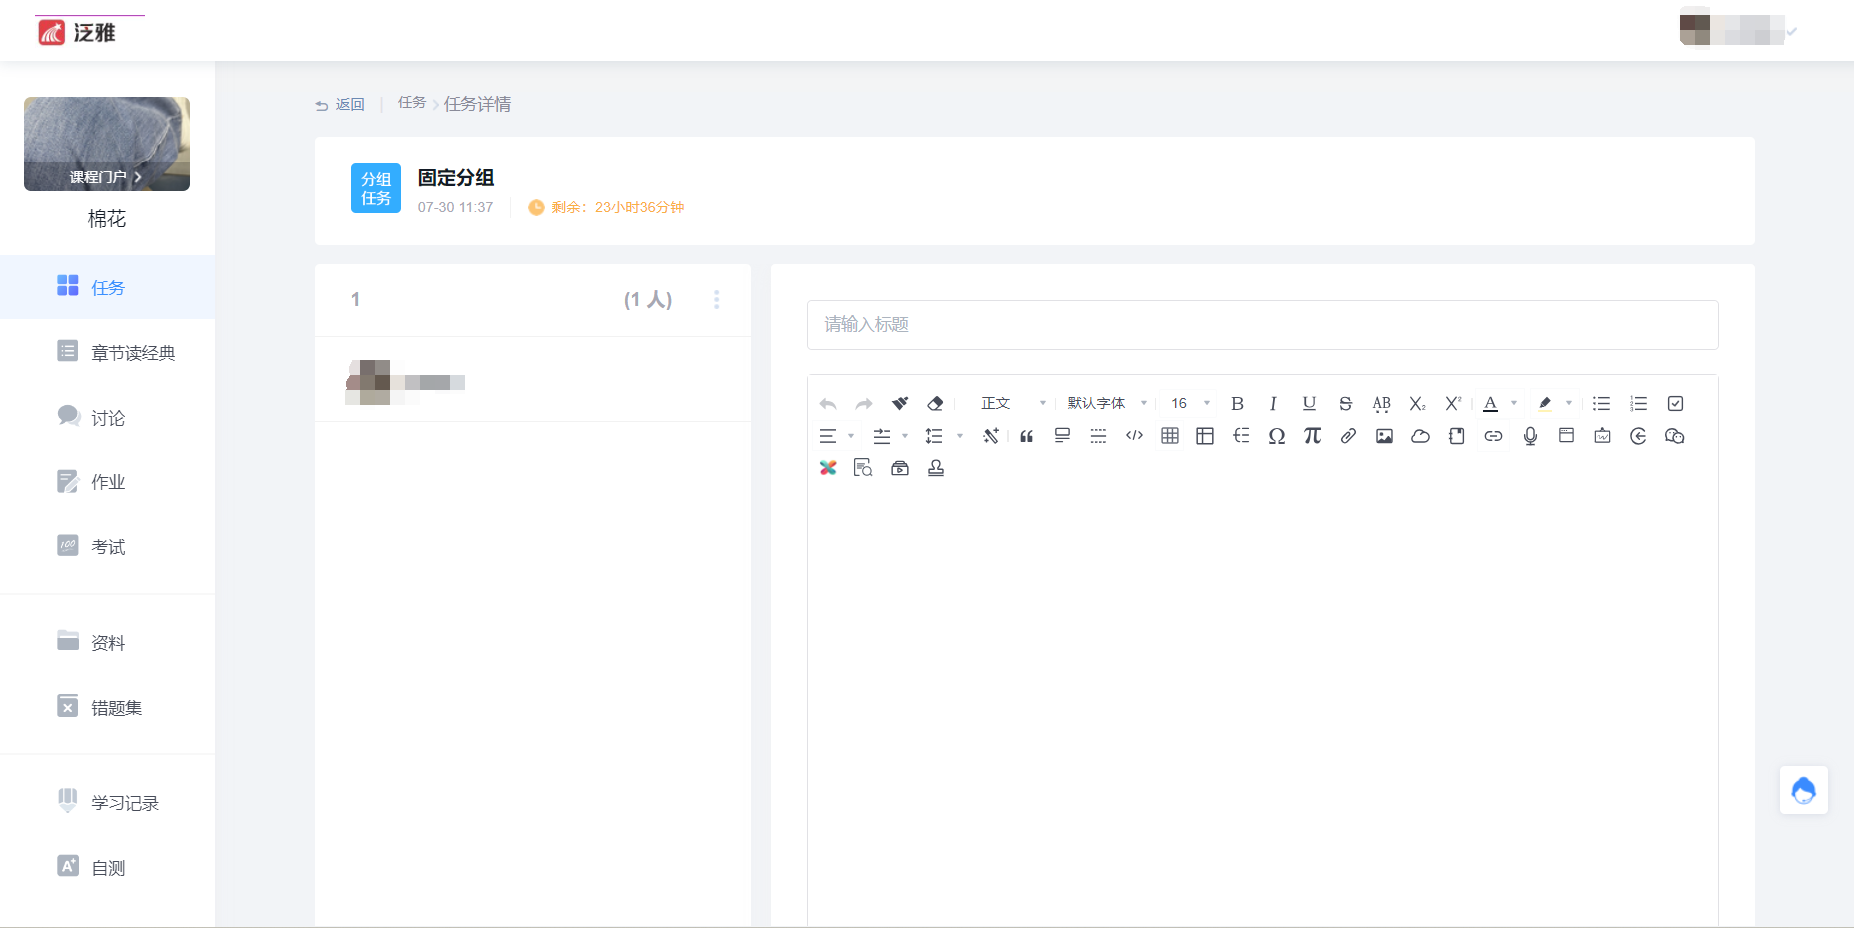 泛雅
课程门户
棉花
任务
章节读经典
讨论
作业
考试
资料
错题集
学习记录
自测
返回 | 任务 任务详情
分组
任务
固定分组
07-30 11:37
剩余：23小时36分钟
1 (1 人)
请输入标题
正文 默认字体 16